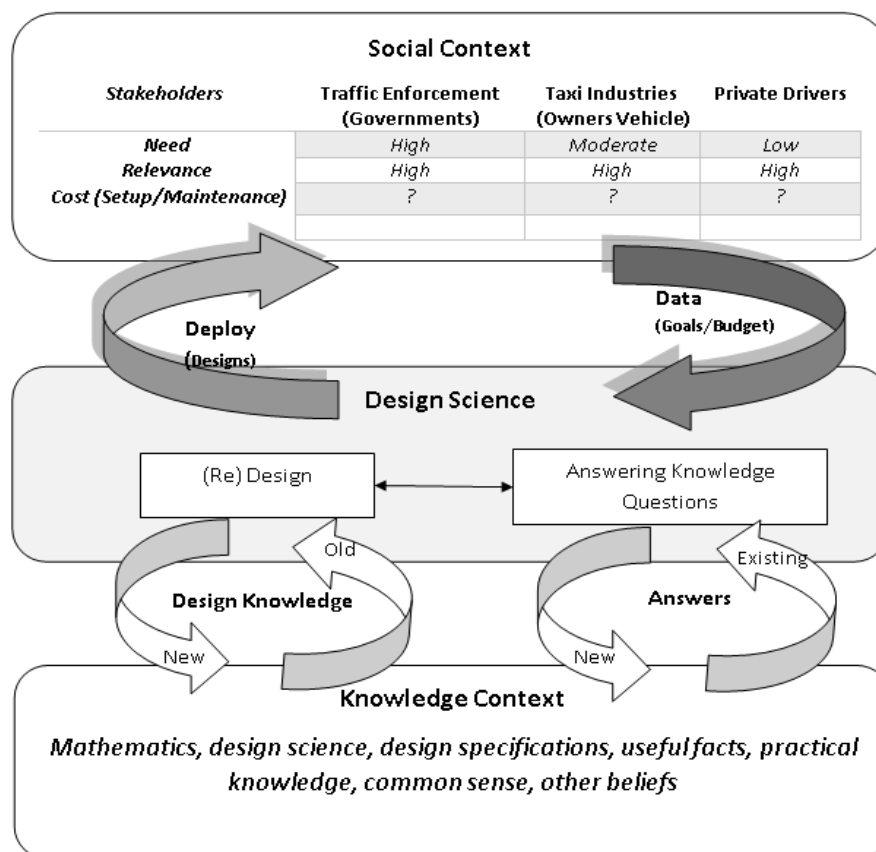 Social Context
Stakeholders Traffic Enforcement Taxi Industries Private Drivers
(Governments) (Owners Vehicle)
Need High Moderate Low
Relevance High High High
Cost (Setup/Maintenance) ? ? ?
Data
(Goals/Budget)
Deploy
(Designs)
Design Science
(Re) Design
Answering Knowledge
Questions
Old
Existing
Design Knowledge
Answers
New
New
Knowledge Context
Mathematics, design science, design specifications, useful facts, practical
knowledge, common sense, other beliefs